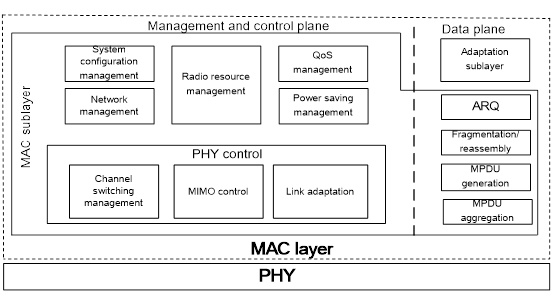 Management and control plane
Data plane
MAC sublayer
System
configuration
management
Radio resource
management
QoS
management
Network
management
Power saving
management
PHY control
Channel
switching
management
MIMO control
Link adaptation
Adaptation
sublayer
ARQ
Fragmentation/
reassembly
MPDU
generation
MPDU
aggregation
MAC layer
PHY